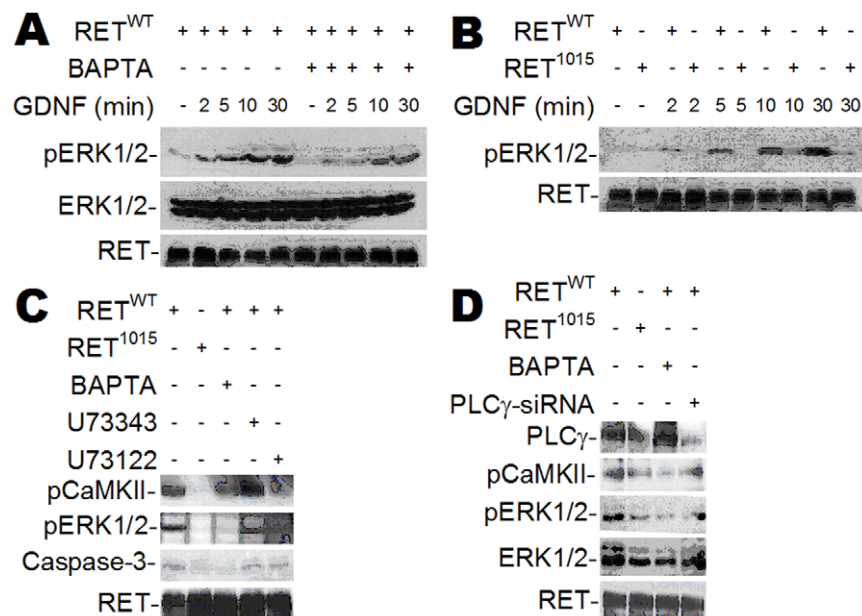 A
RET^WT + + + + + + + + + +
BAPTA - - - - - + + + + +
GDNF (min) - 2 5 10 30 - 2 5 10 30
pERK1/2-
ERK1/2-
RET-
B
RET^WT + - + - + - + - + -
RET^1015 - + - + - + - + - +
GDNF (min) - - 2 2 5 5 10 10 30 30
pERK1/2-
RET-
C
RET^WT + - + + +
RET^1015 - + - - -
BAPTA - - + - -
U73343 - - - + -
U73122 - - - - +
pCaMKII-
pERK1/2-
Caspase-3-
RET-
D
RET^WT + - + +
RET^1015 - + - -
BAPTA - - + -
PLCγ-siRNA - - - +
PLCγ-
pCaMKII-
pERK1/2-
ERK1/2-
RET-